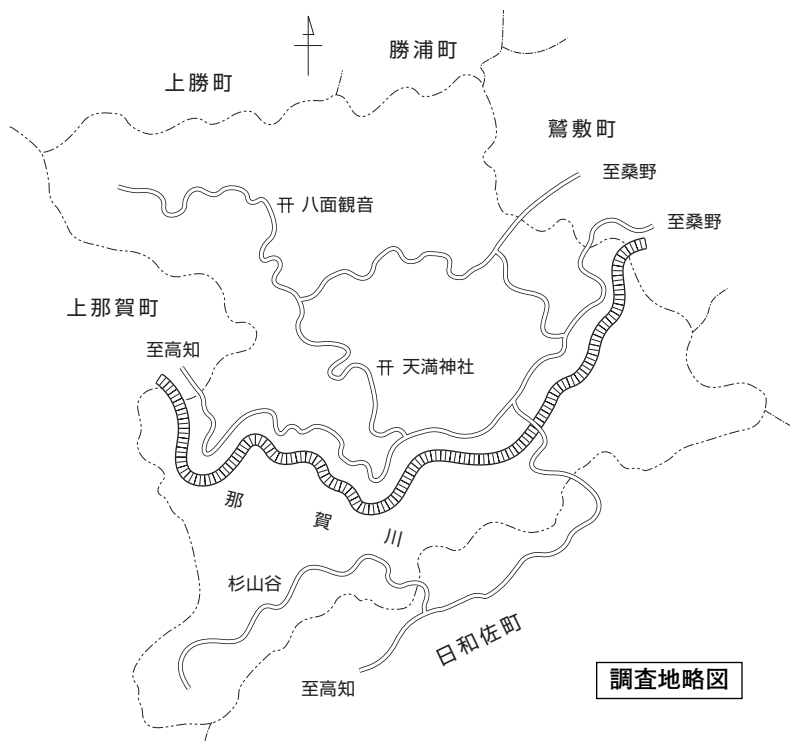 勝浦町
上勝町
鷲敷町
至桑野
卍 八面観音
至桑野
上那賀町
至高知
卍 天満神社
那賀川
杉山谷
日和佐町
至高知
調査地略図